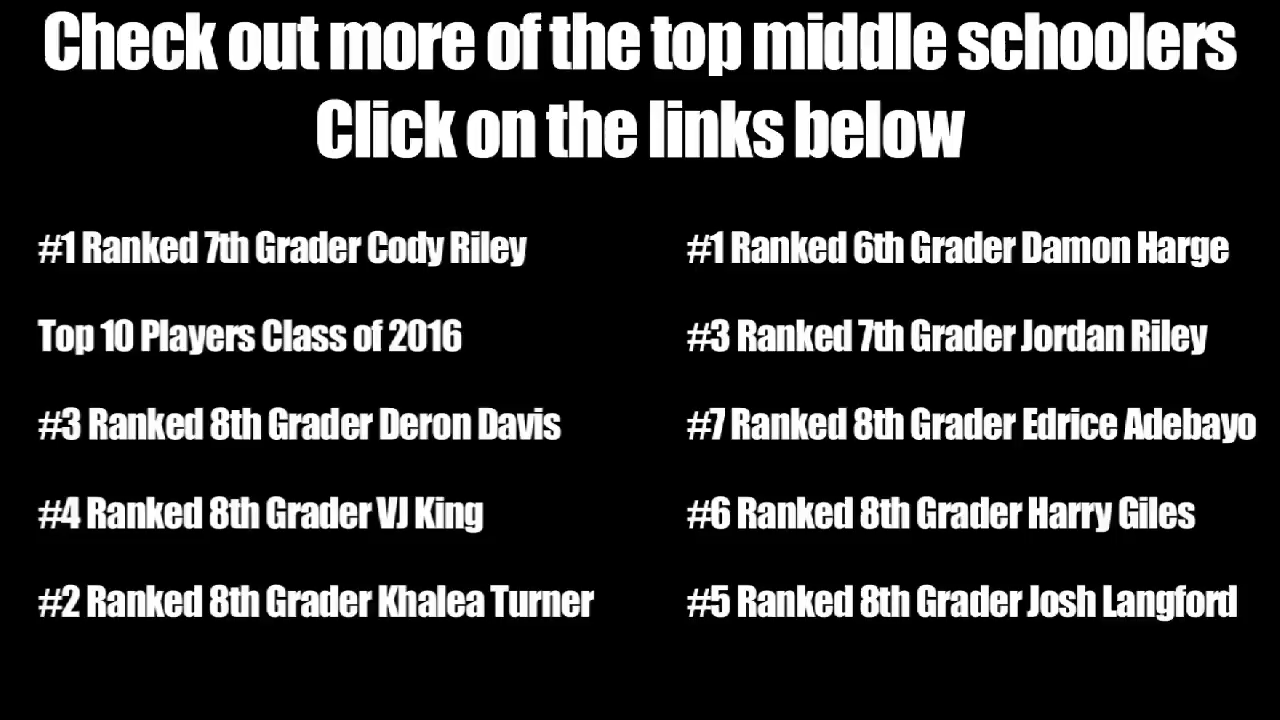 Check out more of the top middle schoolers
Click on the links below
#1 Ranked 7th Grader Cody Riley
Top 10 Players Class of 2016
#3 Ranked 8th Grader Deron Davis
#4 Ranked 8th Grader VJ King
#2 Ranked 8th Grader Khalea Turner
#1 Ranked 6th Grader Damon Harge
#3 Ranked 7th Grader Jordan Riley
#7 Ranked 8th Grader Edrice Adebayo
#6 Ranked 8th Grader Harry Giles
#5 Ranked 8th Grader Josh Langford